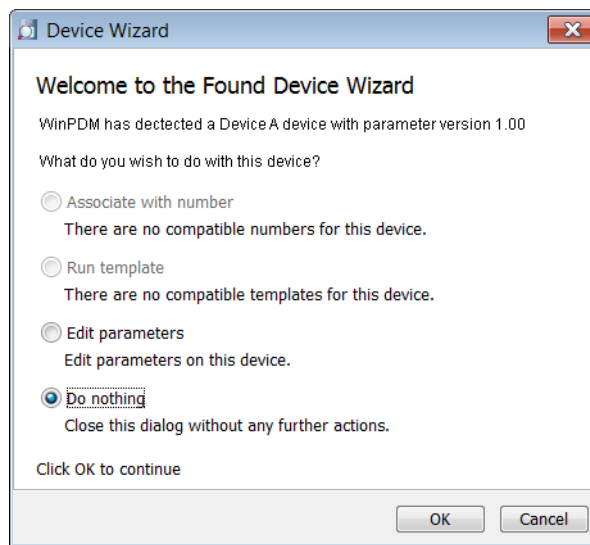 Device Wizard
Welcome to the Found Device Wizard
WinPDM has dectected a Device A device with parameter version 1.00
What do you wish to do with this device?
Associate with number
There are no compatible numbers for this device.
Run template
There are no compatible templates for this device.
Edit parameters
Edit parameters on this device.
Do nothing
Close this dialog without any further actions.
Click OK to continue
OK Cancel